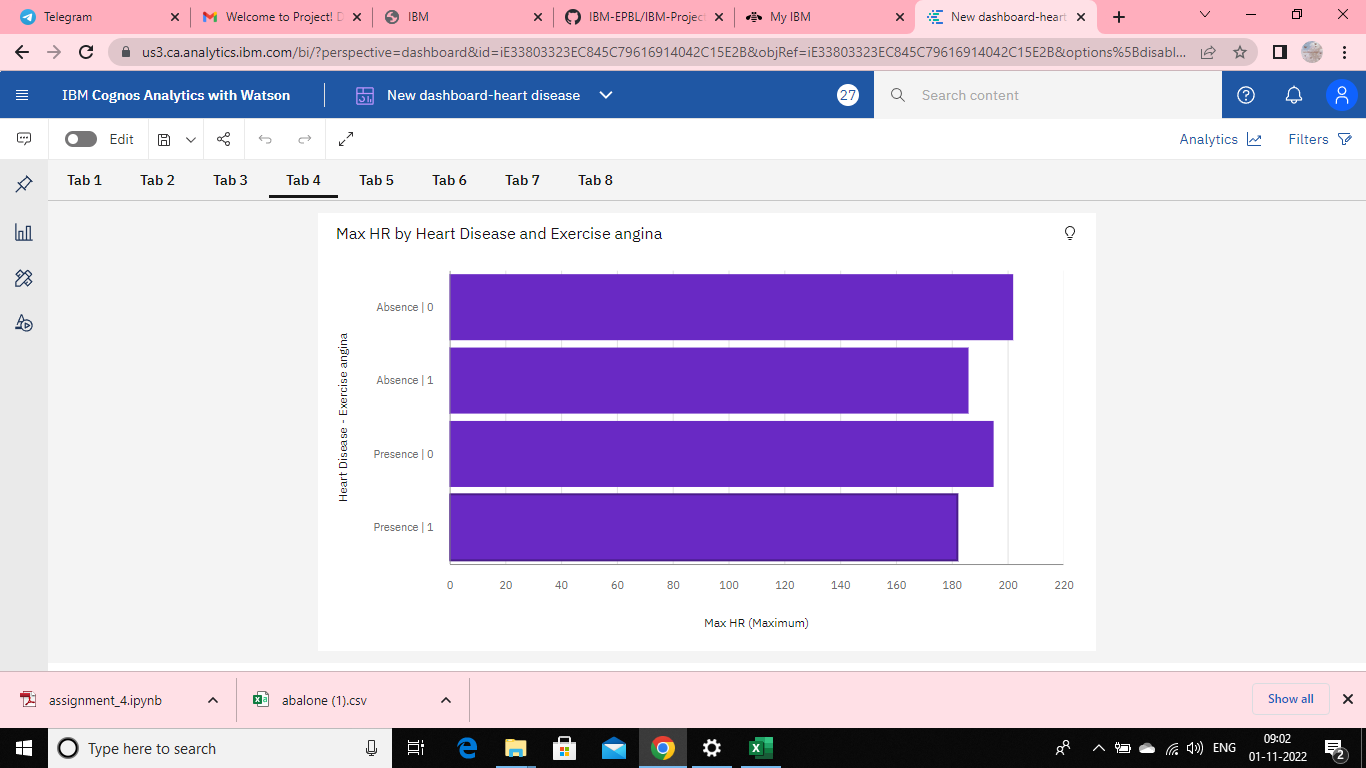 Telegram
Welcome to Project! D
IBM
IBM-EPBL/IBM-Project
My IBM
New dashboard-heart
us3.ca.analytics.ibm.com/bi/?perspective=dashboard&id=iE33803323EC845C79616914042C15E2B&objRef=iE33803323EC845C79616914042C15E2B&options%5Bdisabl...
IBM Cognos Analytics with Watson
New dashboard-heart disease
27
Search content
Edit
Analytics
Filters
Tab 1
Tab 2
Tab 3
Tab 4
Tab 5
Tab 6
Tab 7
Tab 8
Max HR by Heart Disease and Exercise angina
Heart Disease - Exercise angina
Absence | 0
Absence | 1
Presence | 0
Presence | 1
0 20 40 60 80 100 120 140 160 180 200 220
Max HR (Maximum)
assignment_4.ipynb
abalone (1).csv
Show all
Type here to search
ENG
09:02
01-11-2022
2